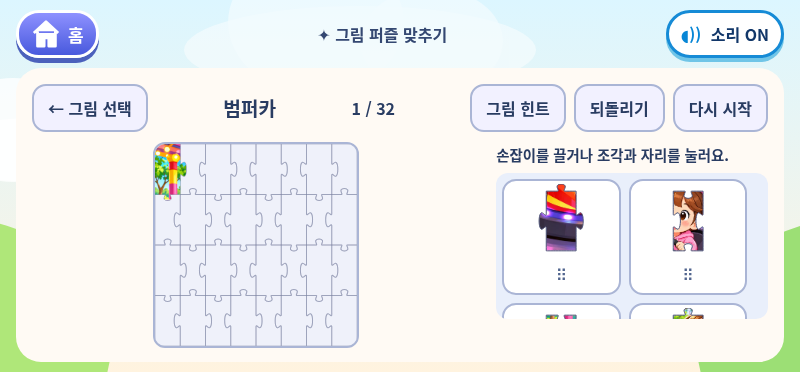 홈
✦ 그림 퍼즐 맞추기
소리 ON
← 그림 선택
범퍼카
1 / 32
그림 힌트
되돌리기
다시 시작
손잡이를 끌거나 조각과 자리를 눌러요.